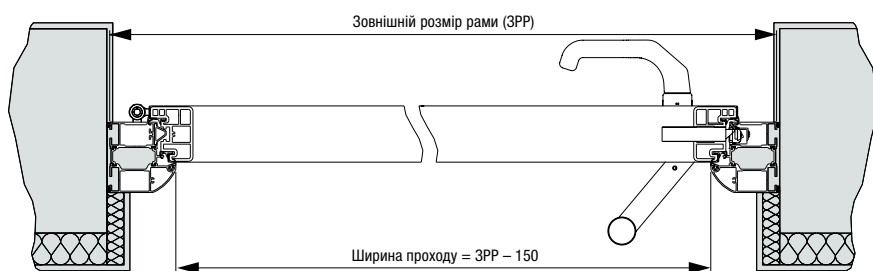 Зовнішній розмір рами (ЗРР)
Ширина проходу = ЗРР – 150